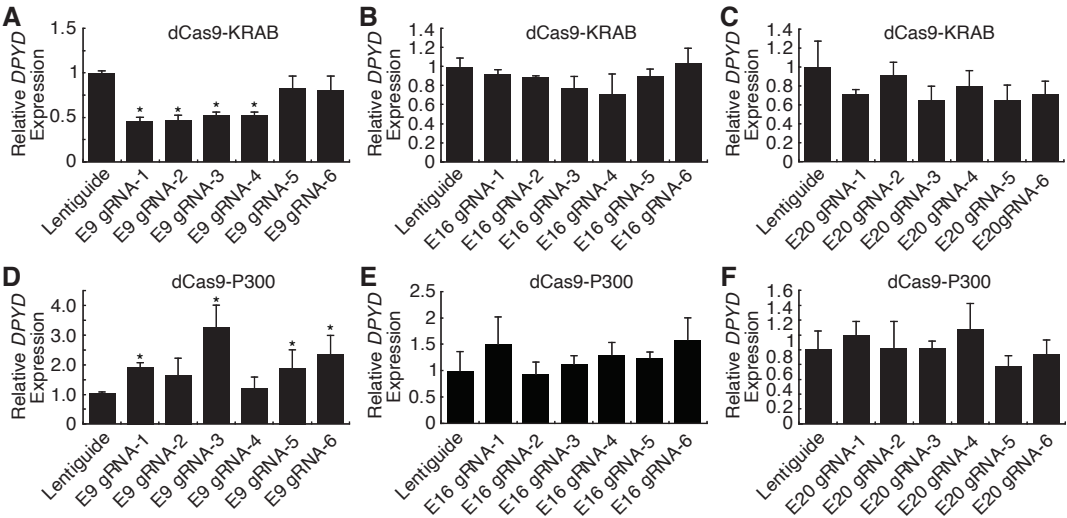 A
dCas9-KRAB
Relative DPYD
Expression
1.5
1
0.5
0
*
*
*
*
Lentiguide
E9 gRNA-1
E9 gRNA-2
E9 gRNA-3
E9 gRNA-4
E9 gRNA-5
E9 gRNA-6
B
dCas9-KRAB
Relative DPYD
Expression
1.4
1.2
1
0.8
0.6
0.4
0.2
0
Lentiguide
E16 gRNA-1
E16 gRNA-2
E16 gRNA-3
E16 gRNA-4
E16 gRNA-5
E16 gRNA-6
C
dCas9-KRAB
Relative DPYD
Expression
1.4
1.2
1
0.8
0.6
0.4
0.2
0
Lentiguide
E20 gRNA-1
E20 gRNA-2
E20 gRNA-3
E20 gRNA-4
E20 gRNA-5
E20gRNA-6
D
dCas9-P300
Relative DPYD
Expression
4.0
3.0
2.0
1.0
0
*
*
*
*
Lentiguide
E9 gRNA-1
E9 gRNA-2
E9 gRNA-3
E9 gRNA-4
E9 gRNA-5
E9 gRNA-6
E
dCas9-P300
Relative DPYD
Expression
2.5
2
1.5
1
0.5
0
Lentiguide
E16 gRNA-1
E16 gRNA-2
E16 gRNA-3
E16 gRNA-4
E16 gRNA-5
E16 gRNA-6
F
dCas9-P300
Relative DPYD
Expression
1.6
1.4
1.2
1
0.8
0.6
0.4
0.2
0
Lentiguide
E20 gRNA-1
E20 gRNA-2
E20 gRNA-3
E20 gRNA-4
E20 gRNA-5
E20 gRNA-6